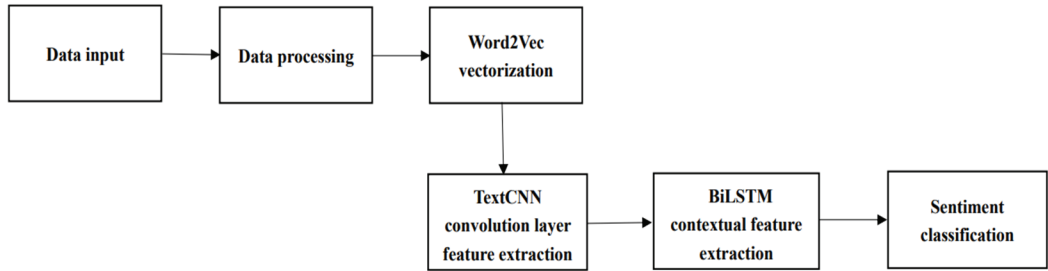 Data input
Data processing
Word2Vec
vectorization
TextCNN
convolution layer
feature extraction
BiLSTM
contextual feature
extraction
Sentiment
classification